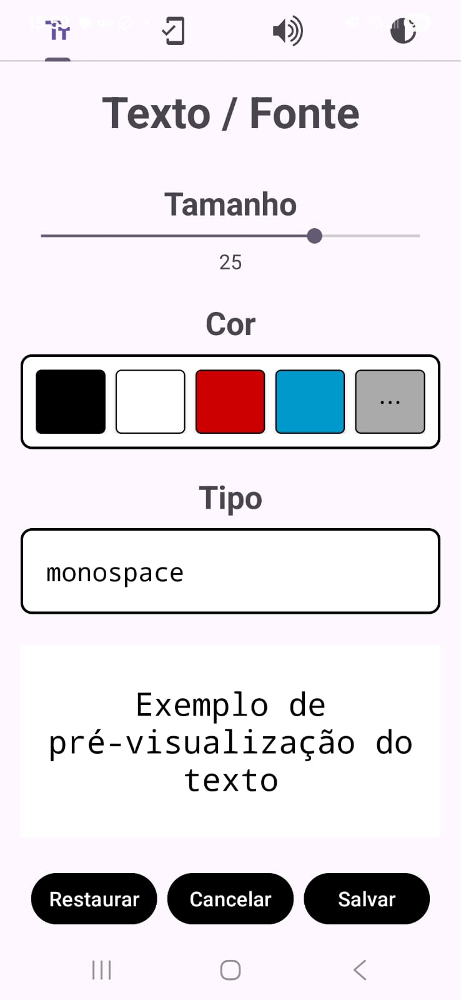 Texto / Fonte
Tamanho
25
Cor
...
Tipo
monospace
Exemplo de
pré-visualização do
texto
Restaurar Cancelar Salvar